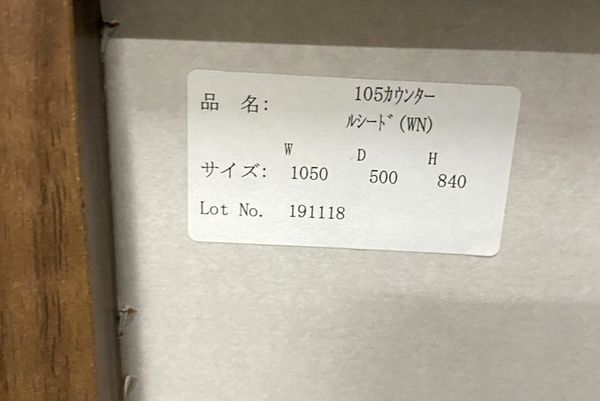 品　名: 105ｶｳﾝﾀｰ
ﾙｼｰﾄﾞ(WN)
W D H
サイズ: 1050 500 840
Lot No. 191118